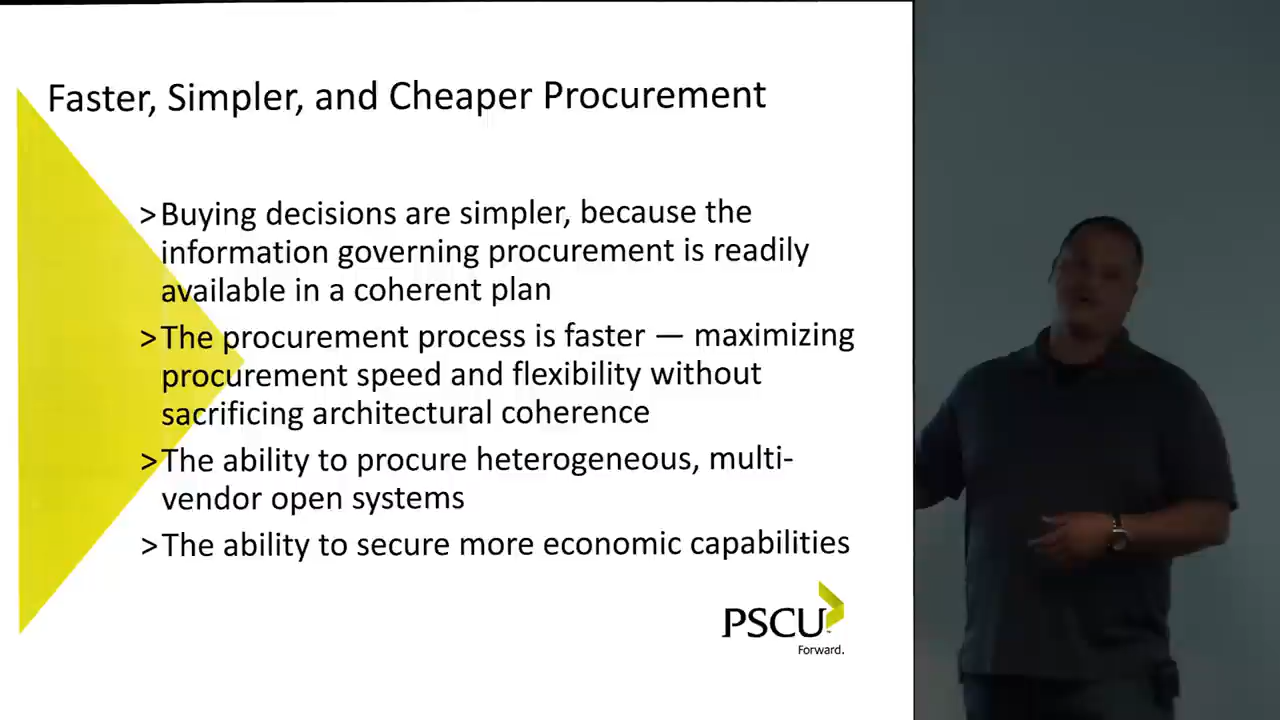 Faster, Simpler, and Cheaper Procurement
>Buying decisions are simpler, because the
information governing procurement is readily
available in a coherent plan
>The procurement process is faster — maximizing
procurement speed and flexibility without
sacrificing architectural coherence
>The ability to procure heterogeneous, multi-
vendor open systems
>The ability to secure more economic capabilities
PSCU
Forward.